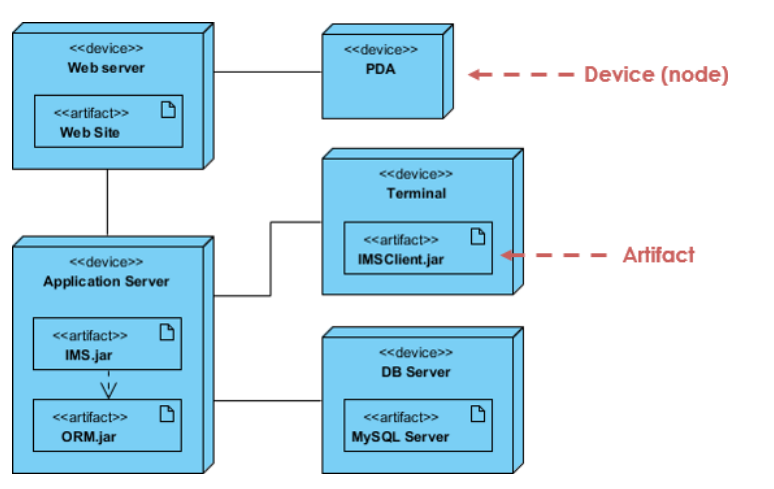 <<device>>
Web server
<<artifact>>
Web Site
<<device>>
PDA
Device (node)
<<device>>
Terminal
<<artifact>>
IMSClient.jar
Artifact
<<device>>
Application Server
<<artifact>>
IMS.jar
<<artifact>>
ORM.jar
<<device>>
DB Server
<<artifact>>
MySQL Server